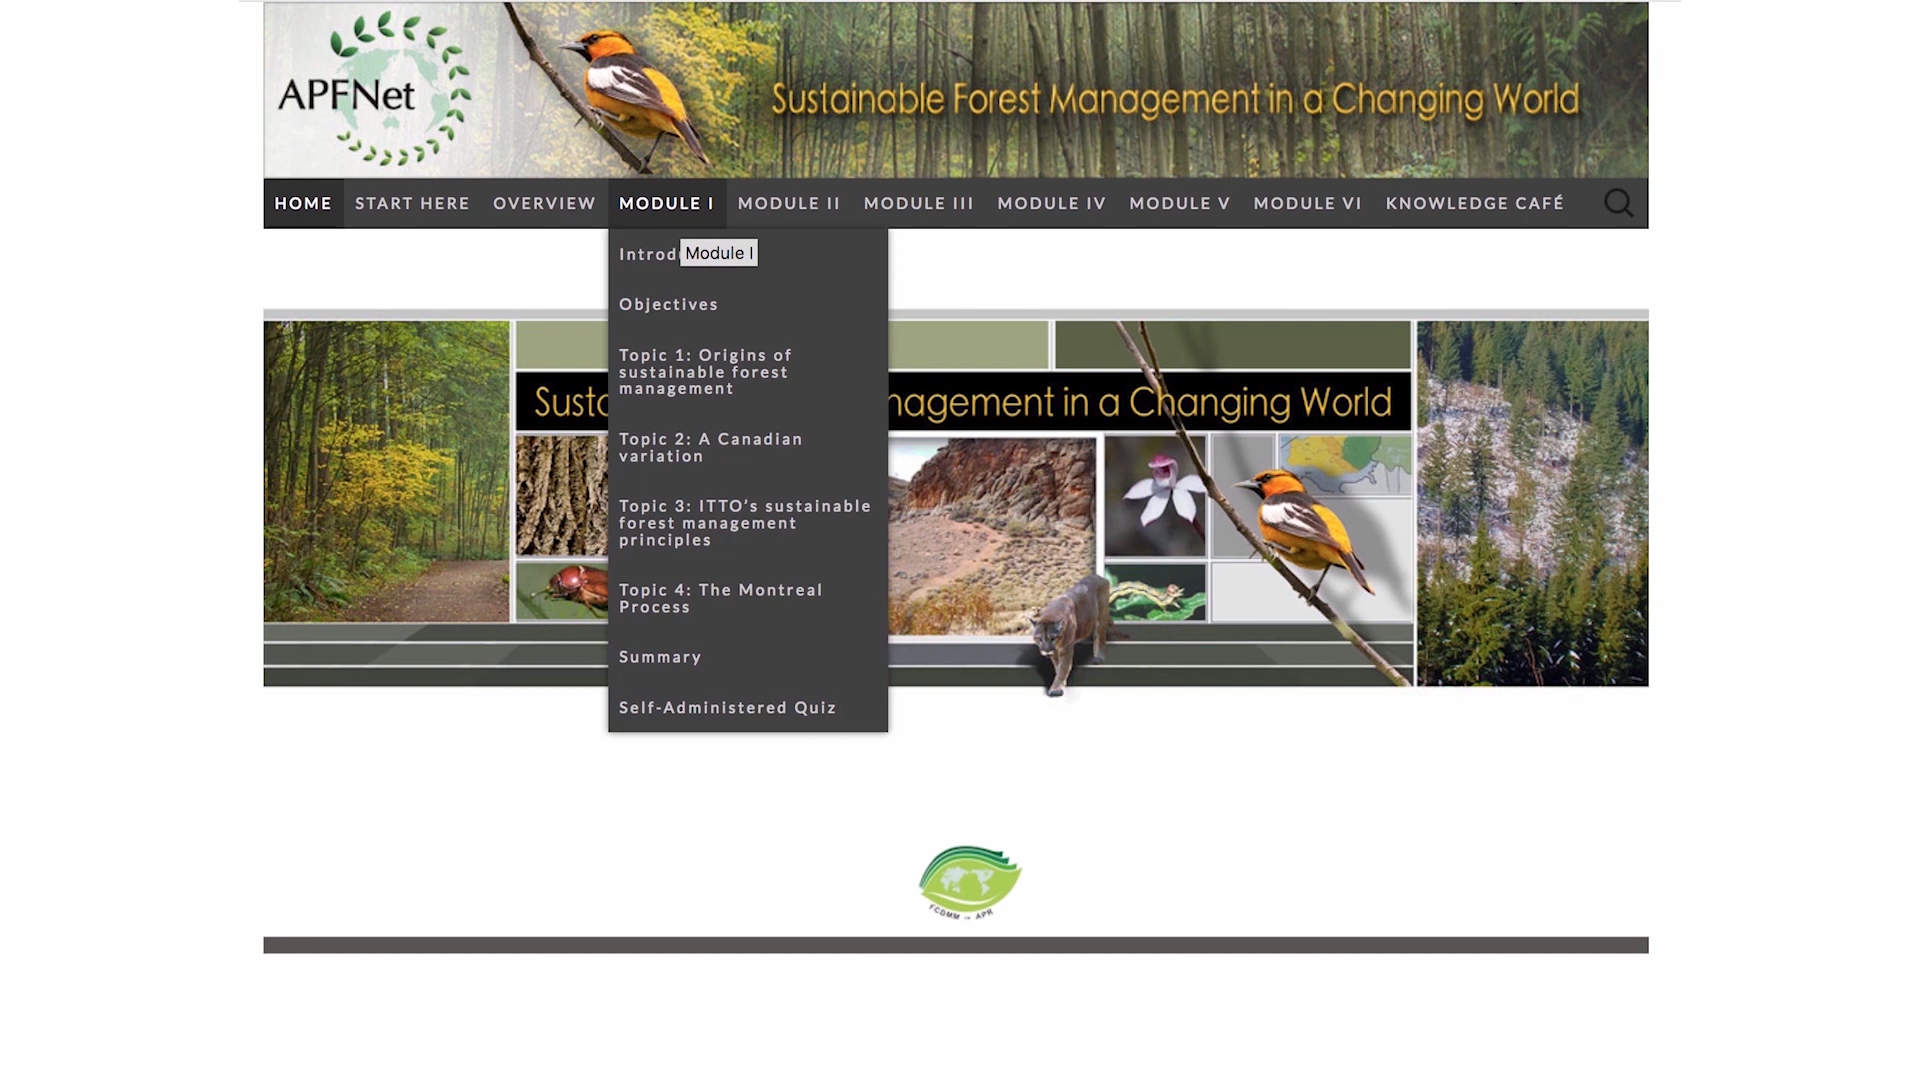 APFNet
Sustainable Forest Management in a Changing World
HOME START HERE OVERVIEW MODULE I MODULE II MODULE III MODULE IV MODULE V MODULE VI KNOWLEDGE CAFÉ
Introd
Module I
Objectives
Topic 1: Origins of
sustainable forest
management
Topic 2: A Canadian
variation
Topic 3: ITTO’s sustainable
forest management
principles
Topic 4: The Montreal
Process
Summary
Self-Administered Quiz
Susta
nagement in a Changing World
FCDMM APR